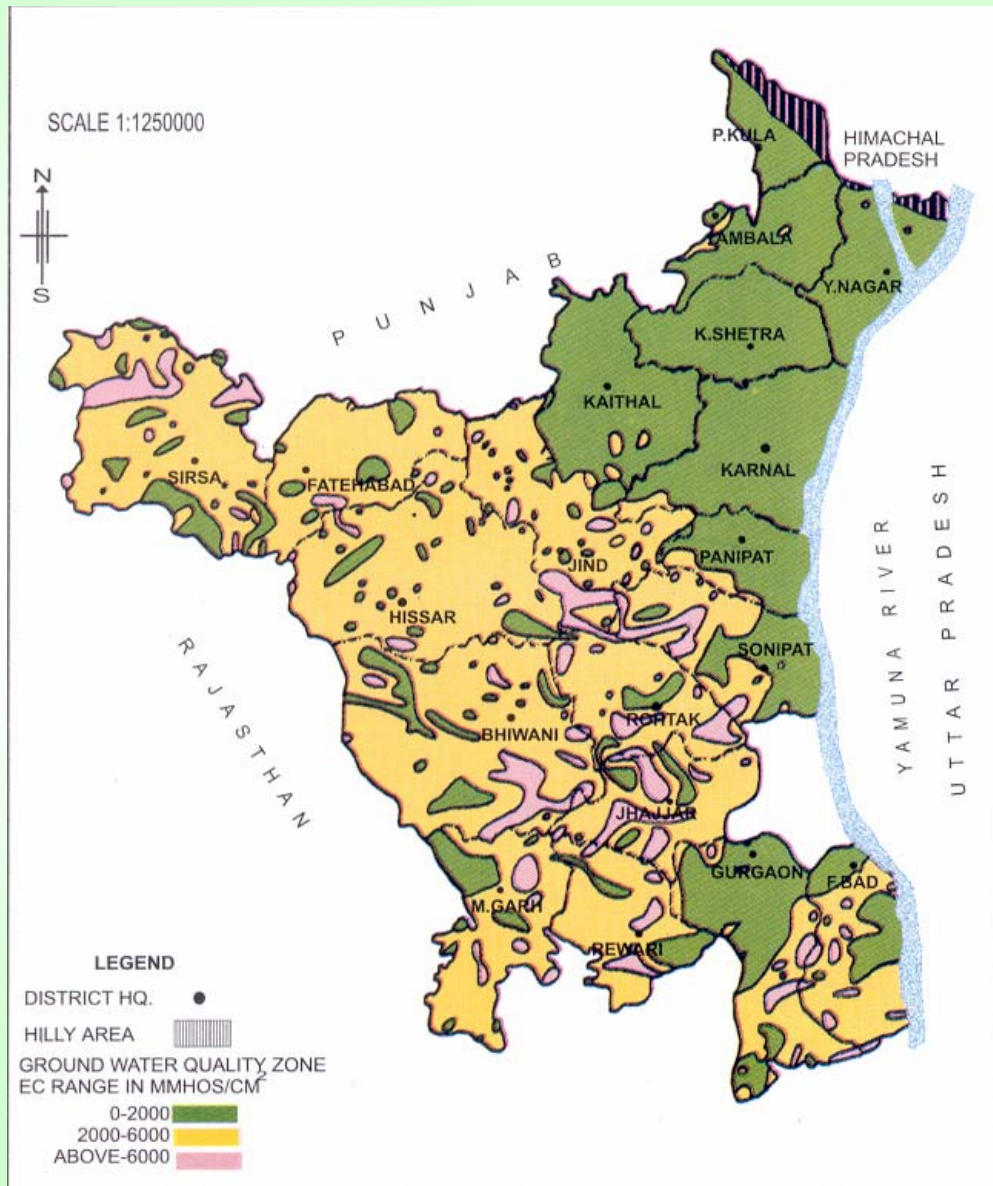 SCALE 1:1250000
N
S
P.KULA
HIMACHAL
PRADESH
AMBALA
Y.NAGAR
PUNJAB
K.SHETRA
KAITHAL
KARNAL
SIRSA
FATEHABAD
PANIPAT
JIND
HISSAR
SONIPAT
ROHTAK
BHIWANI
RAJASTHAN
YAMUNA RIVER
UTTAR PRADESH
JHAJJAR
GURGAON
F.BAD
M.GARH
REWARI
LEGEND
DISTRICT HQ.
HILLY AREA
GROUND WATER QUALITY ZONE
EC RANGE IN MMHOS/CM2
0-2000
2000-6000
ABOVE-6000